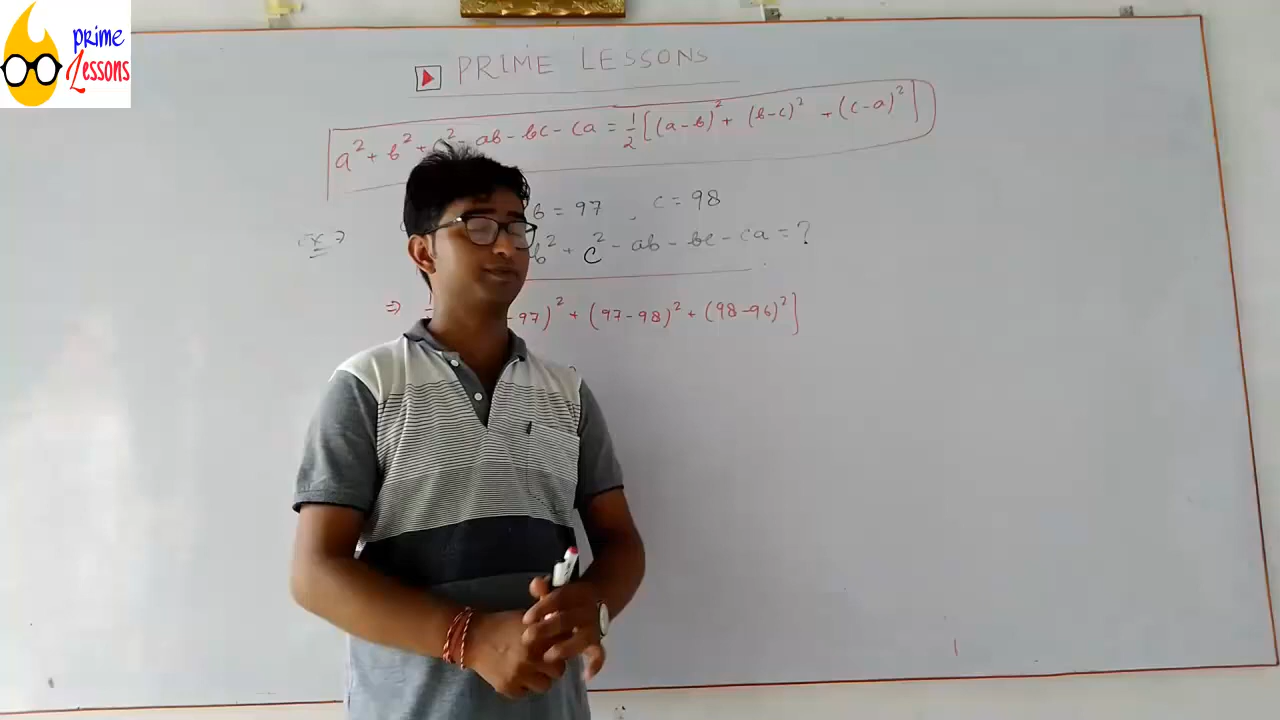 prime
Lessons
PRIME LESSONS
a² + b² + c² - ab - bc - ca = 1/2 [(a-b)² + (b-c)² + (c-a)²]
Ex → b = 97 , c = 98
b² + c² - ab - bc - ca = ?
⇒ - 97)² + (97-98)² + (98-96)²]